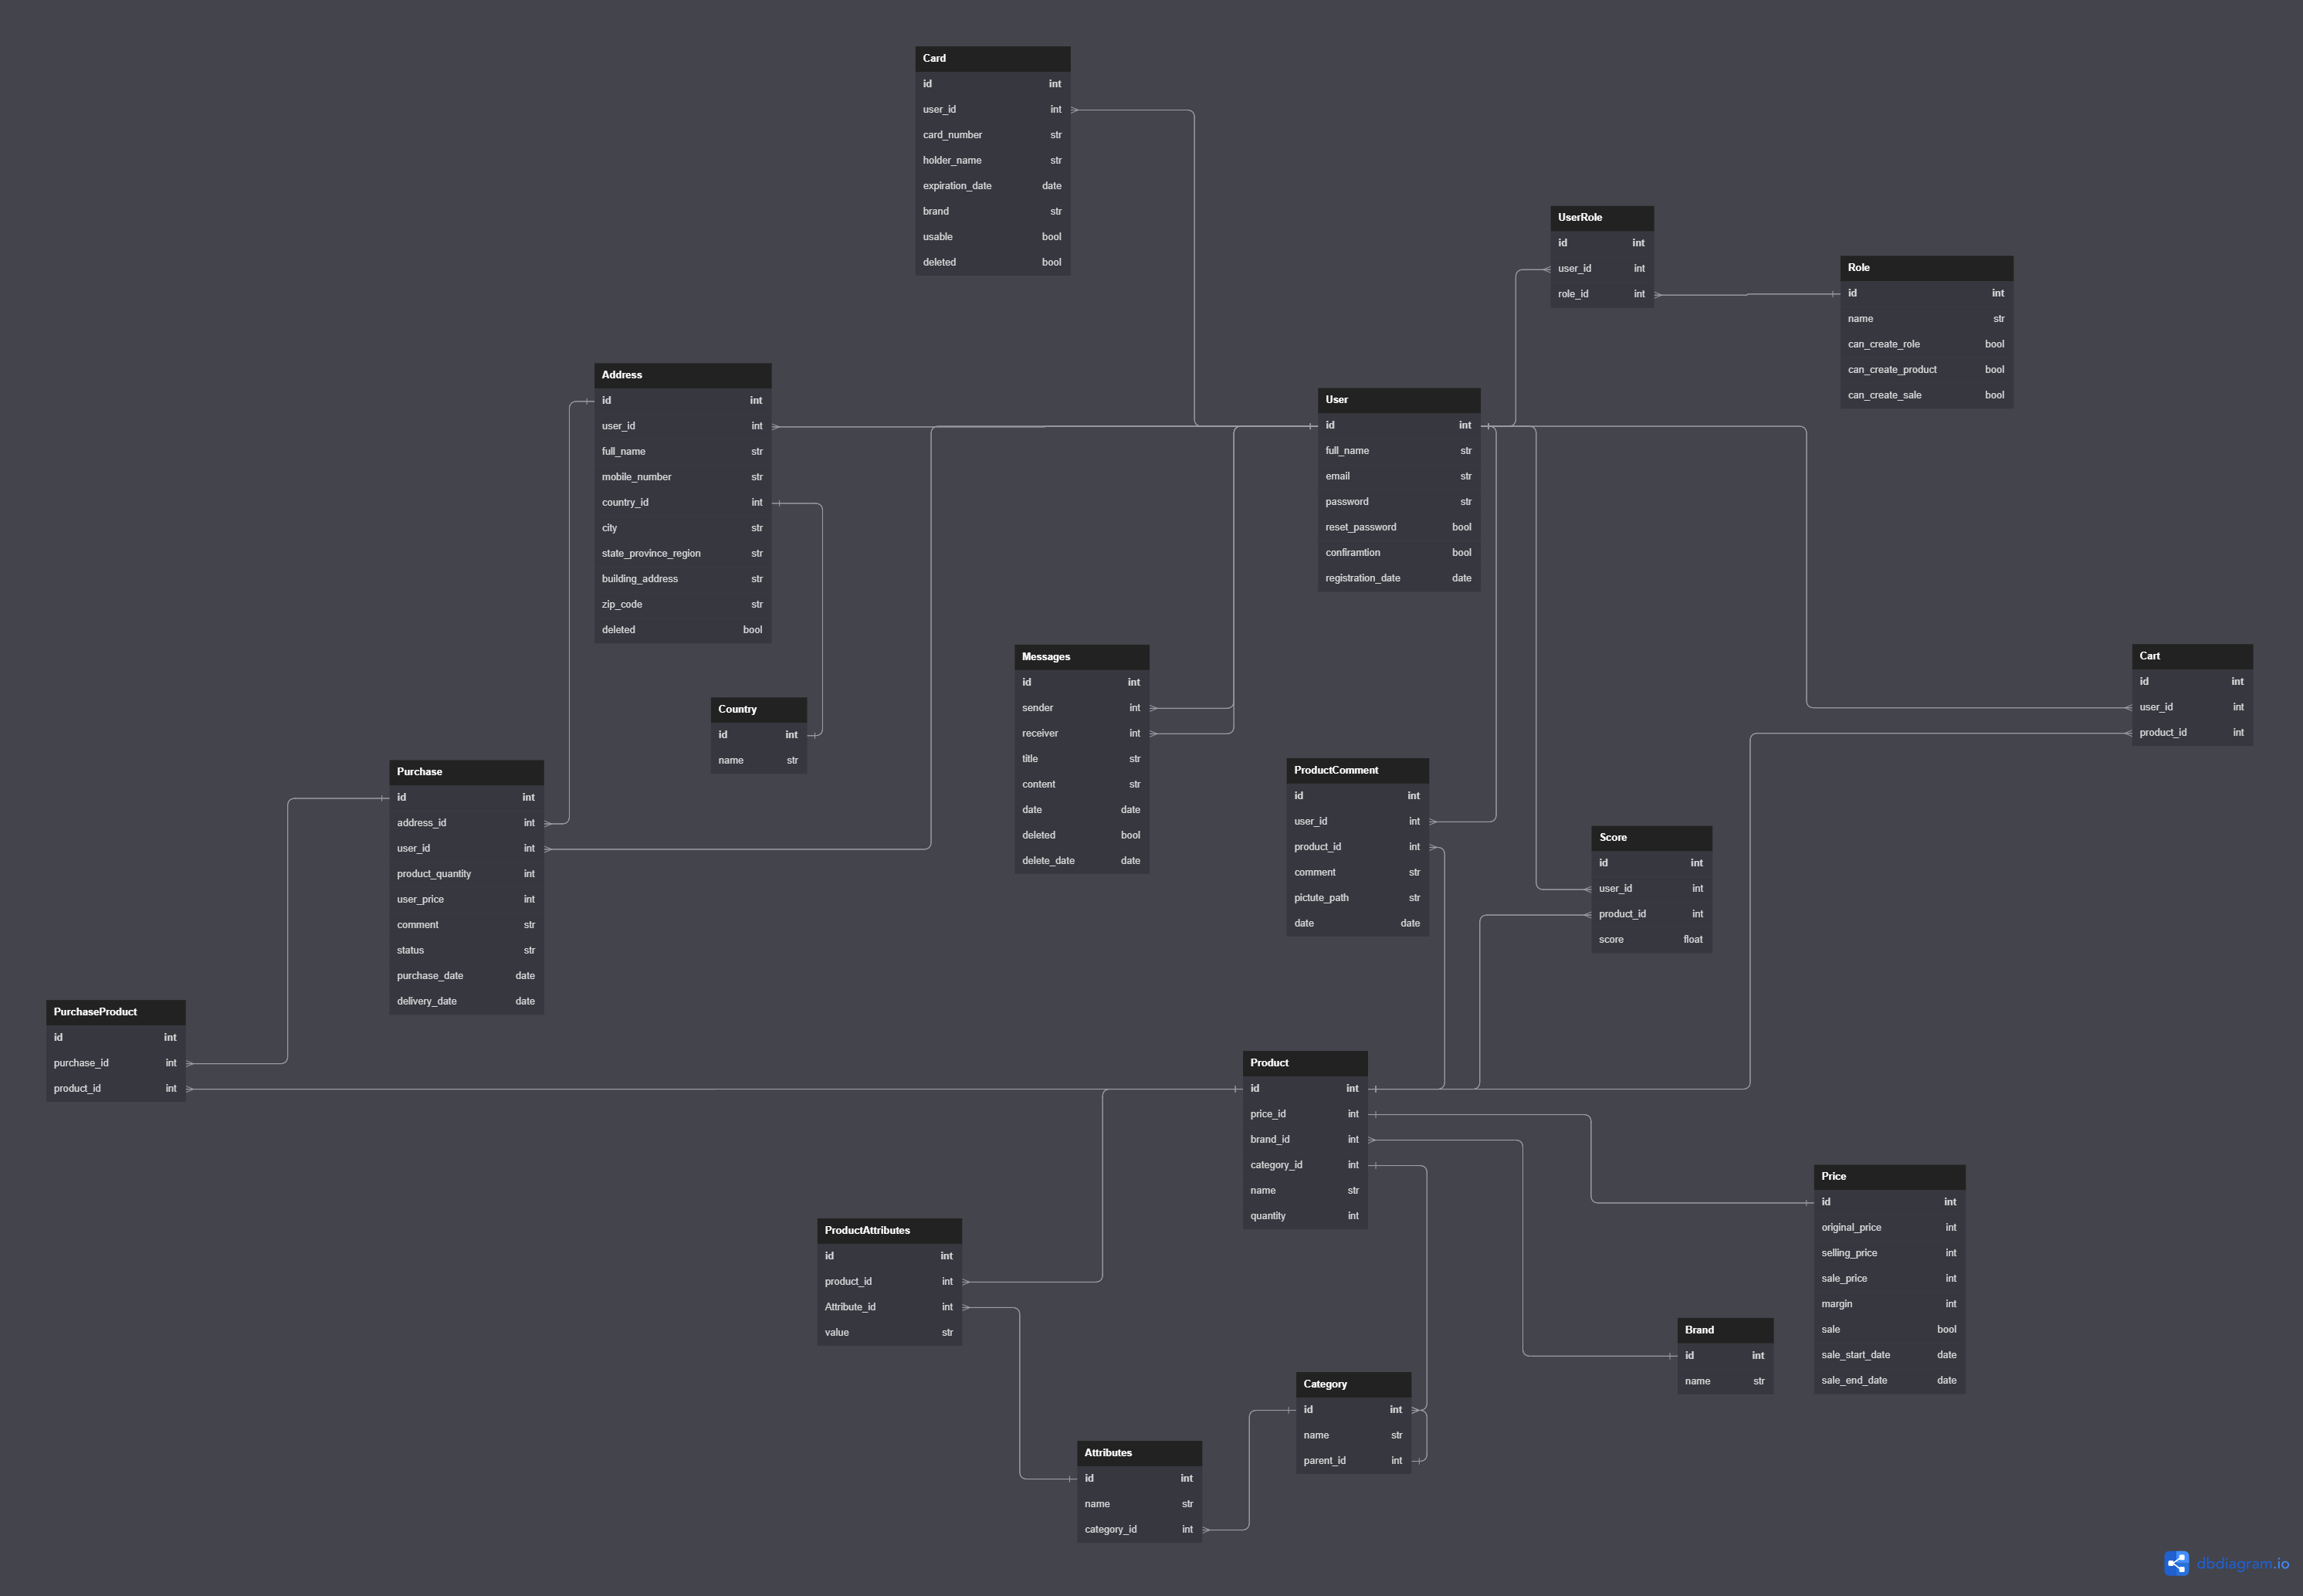 Card
id int
user_id int
card_number str
holder_name str
expiration_date date
brand str
usable bool
deleted bool
UserRole
id int
user_id int
role_id int
Role
id int
name str
can_create_role bool
can_create_product bool
can_create_sale bool
Address
id int
user_id int
full_name str
mobile_number str
country_id int
city str
state_province_region str
building_address str
zip_code str
deleted bool
User
id int
full_name str
email str
password str
reset_password bool
confiramtion bool
registration_date date
Messages
id int
sender int
receiver int
title str
content str
date date
deleted bool
delete_date date
Cart
id int
user_id int
product_id int
Country
id int
name str
Purchase
id int
address_id int
user_id int
product_quantity int
user_price int
comment str
status str
purchase_date date
delivery_date date
ProductComment
id int
user_id int
product_id int
comment str
pictute_path str
date date
Score
id int
user_id int
product_id int
score float
PurchaseProduct
id int
purchase_id int
product_id int
Product
id int
price_id int
brand_id int
category_id int
name str
quantity int
Price
id int
original_price int
selling_price int
sale_price int
margin int
sale bool
sale_start_date date
sale_end_date date
ProductAttributes
id int
product_id int
Attribute_id int
value str
Brand
id int
name str
Category
id int
name str
parent_id int
Attributes
id int
name str
category_id int
dbdiagram.io